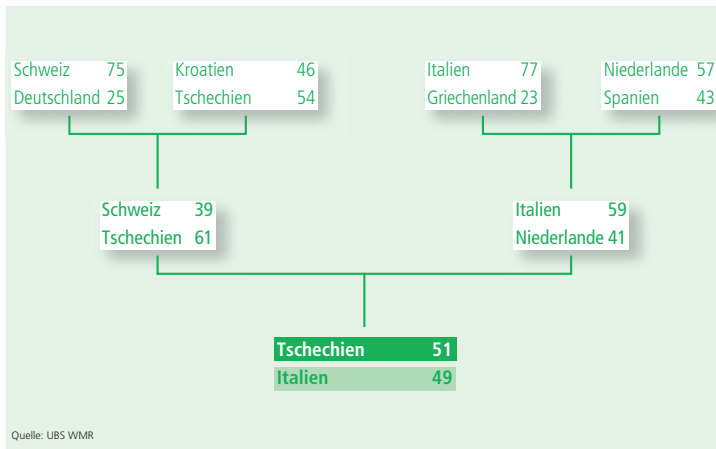 Schweiz 75
Deutschland 25
Kroatien 46
Tschechien 54
Italien 77
Griechenland 23
Niederlande 57
Spanien 43
Schweiz 39
Tschechien 61
Italien 59
Niederlande 41
Tschechien 51
Italien 49
Quelle: UBS WMR